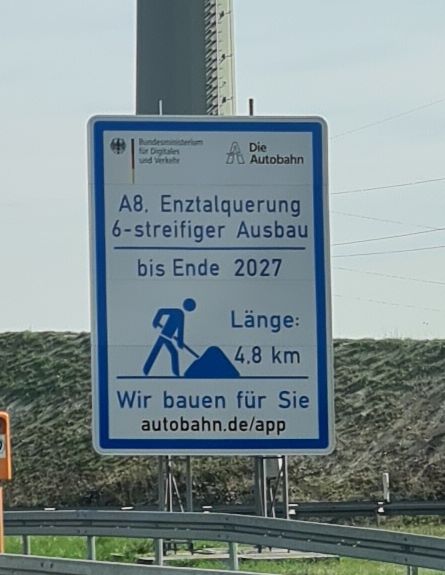 Bundesministerium
für Digitales
und Verkehr
Die
Autobahn
A8, Enztalquerung
6-streifiger Ausbau
bis Ende 2027
Länge:
4,8 km
Wir bauen für Sie
autobahn.de/app